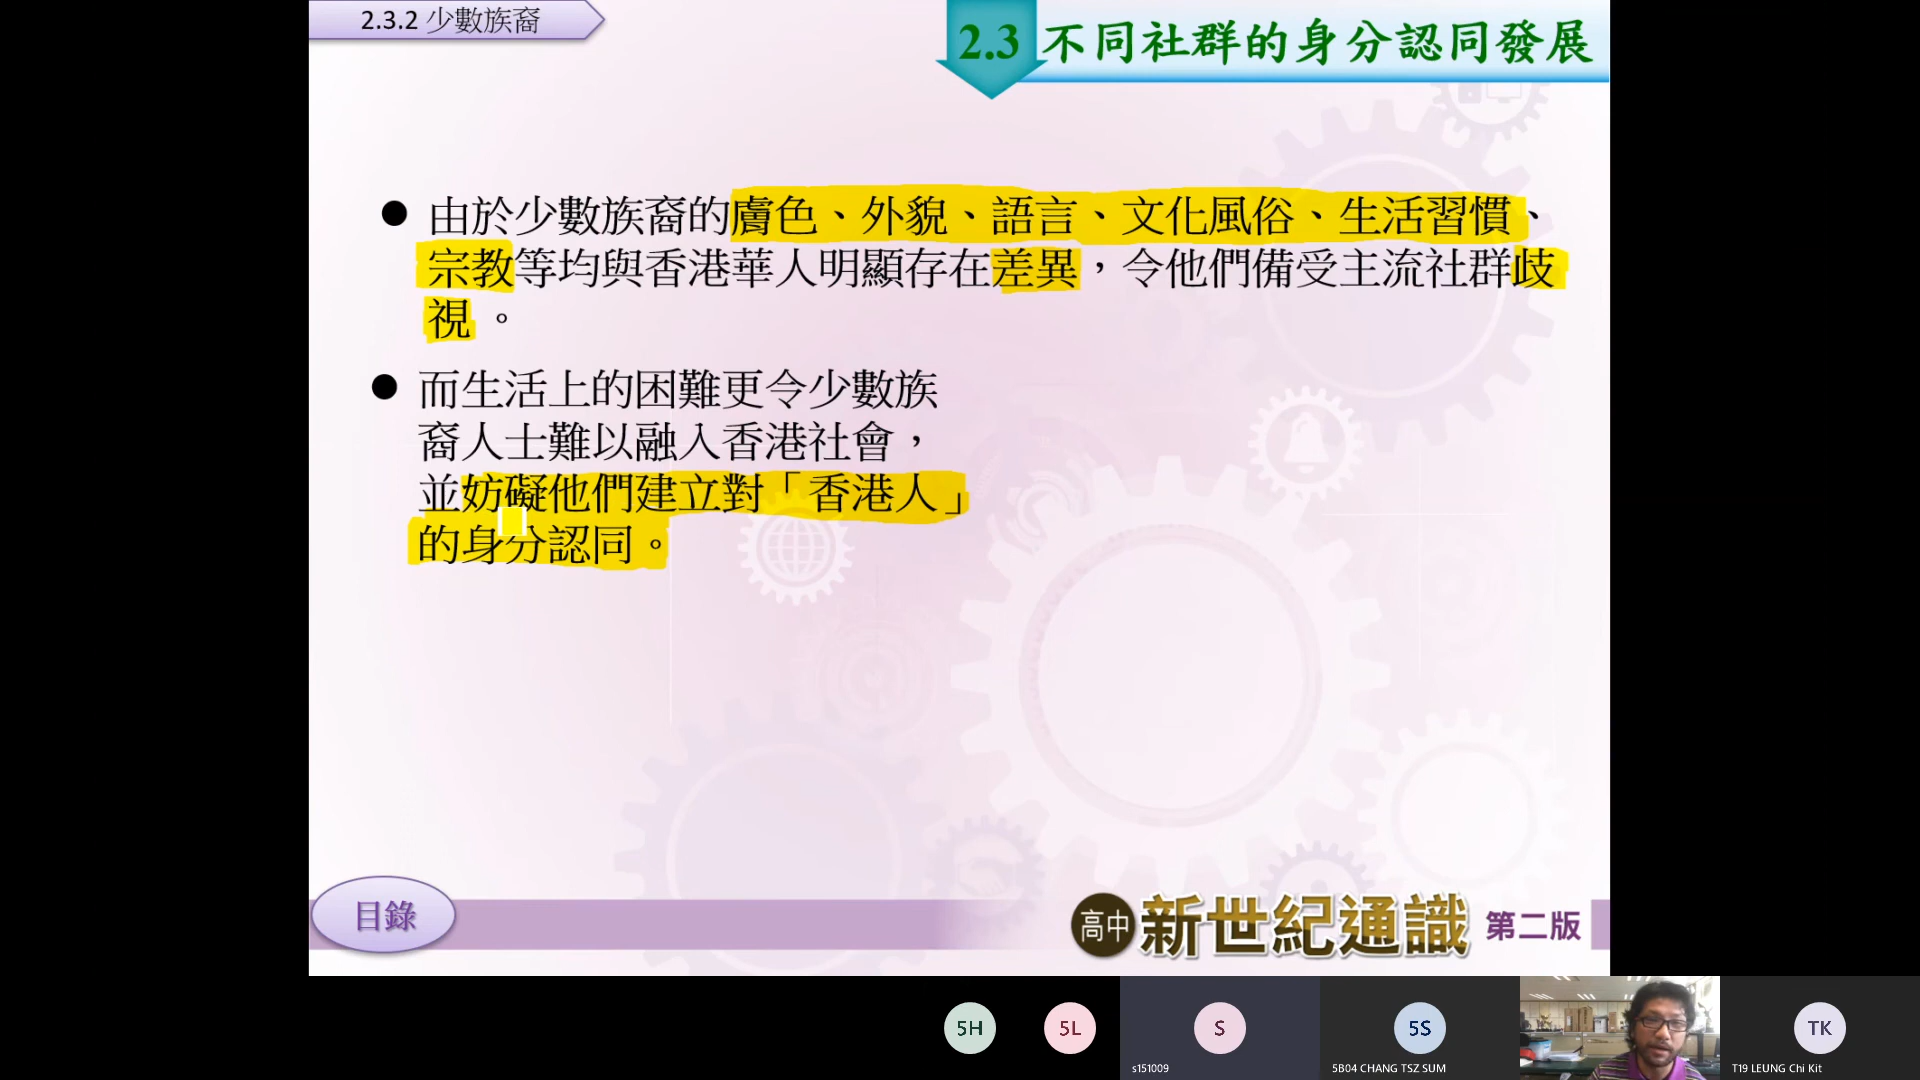 2.3.2 少數族裔
2.3 不同社群的身分認同發展
● 由於少數族裔的膚色、外貌、語言、文化風俗、生活習慣、
宗教等均與香港華人明顯存在差異，令他們備受主流社群歧
視。
● 而生活上的困難更令少數族
裔人士難以融入香港社會，
並妨礙他們建立對「香港人」
的身分認同。
目錄
高中 新世紀通識 第二版
5H
5L
S
5S
TK
s151009
5B04 CHANG TSZ SUM
T19 LEUNG Chi Kit